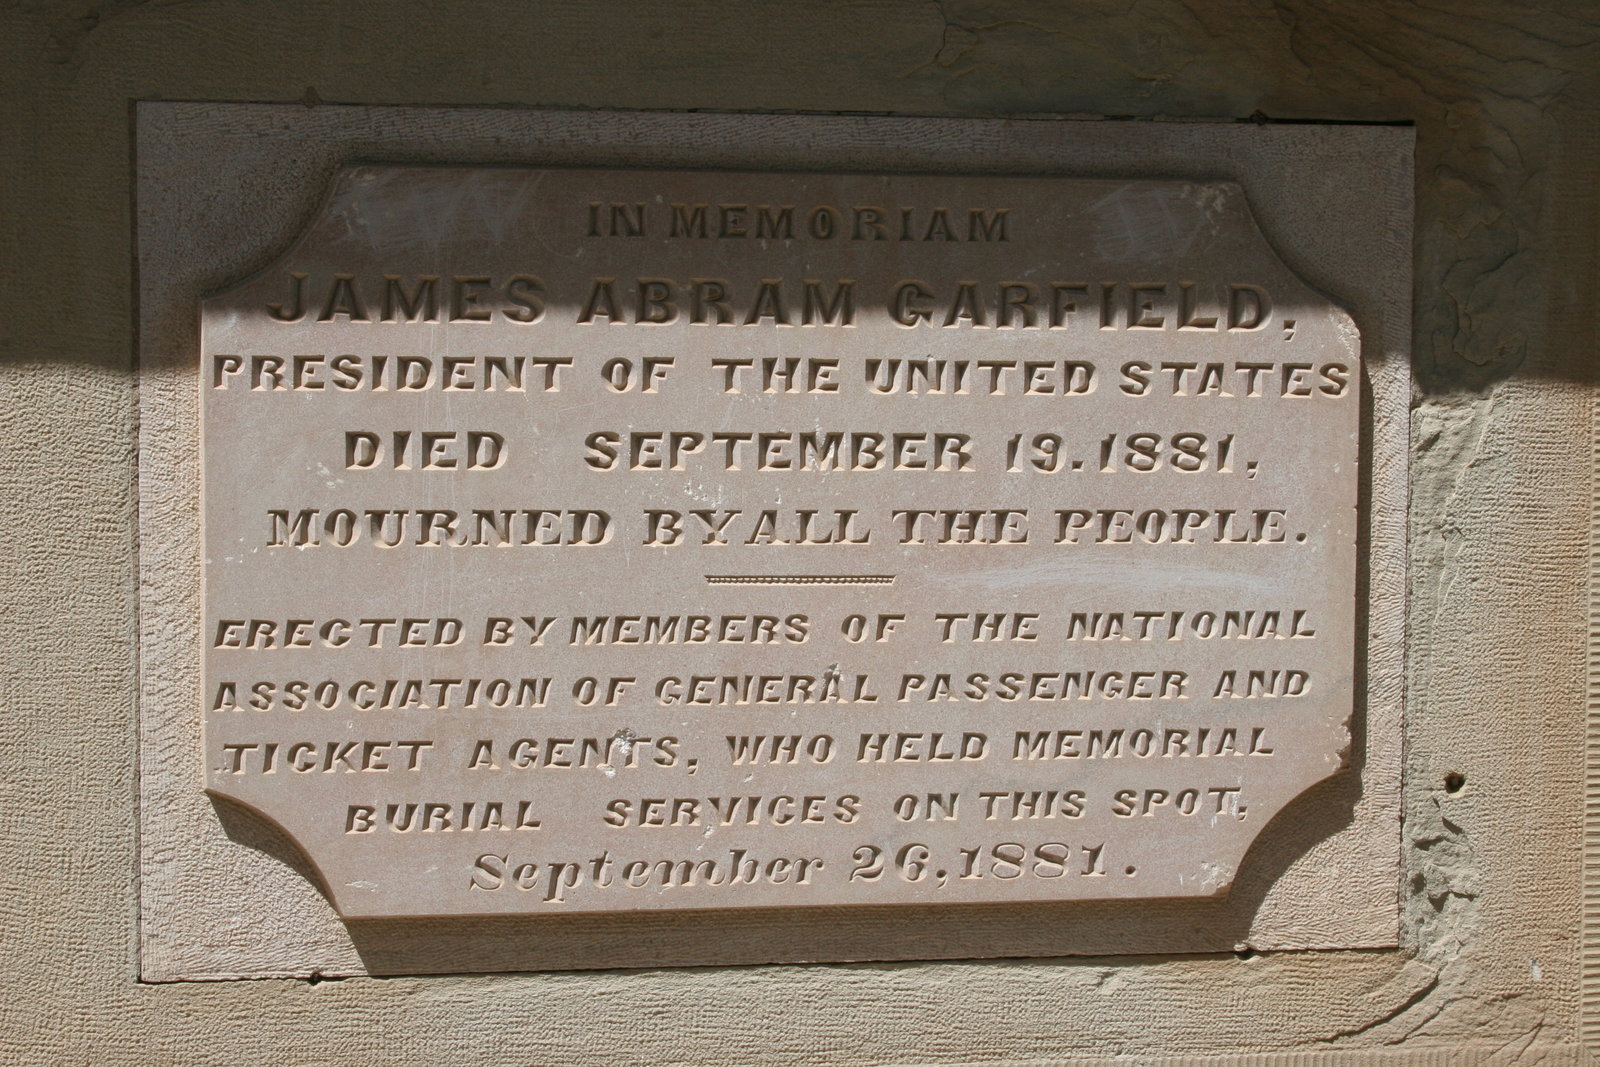 IN MEMORIAM
JAMES ABRAM GARFIELD,
PRESIDENT OF THE UNITED STATES
DIED SEPTEMBER 19. 1881,
MOURNED BY ALL THE PEOPLE.
ERECTED BY MEMBERS OF THE NATIONAL
ASSOCIATION OF GENERAL PASSENGER AND
TICKET AGENTS, WHO HELD MEMORIAL
BURIAL SERVICES ON THIS SPOT,
September 26, 1881.